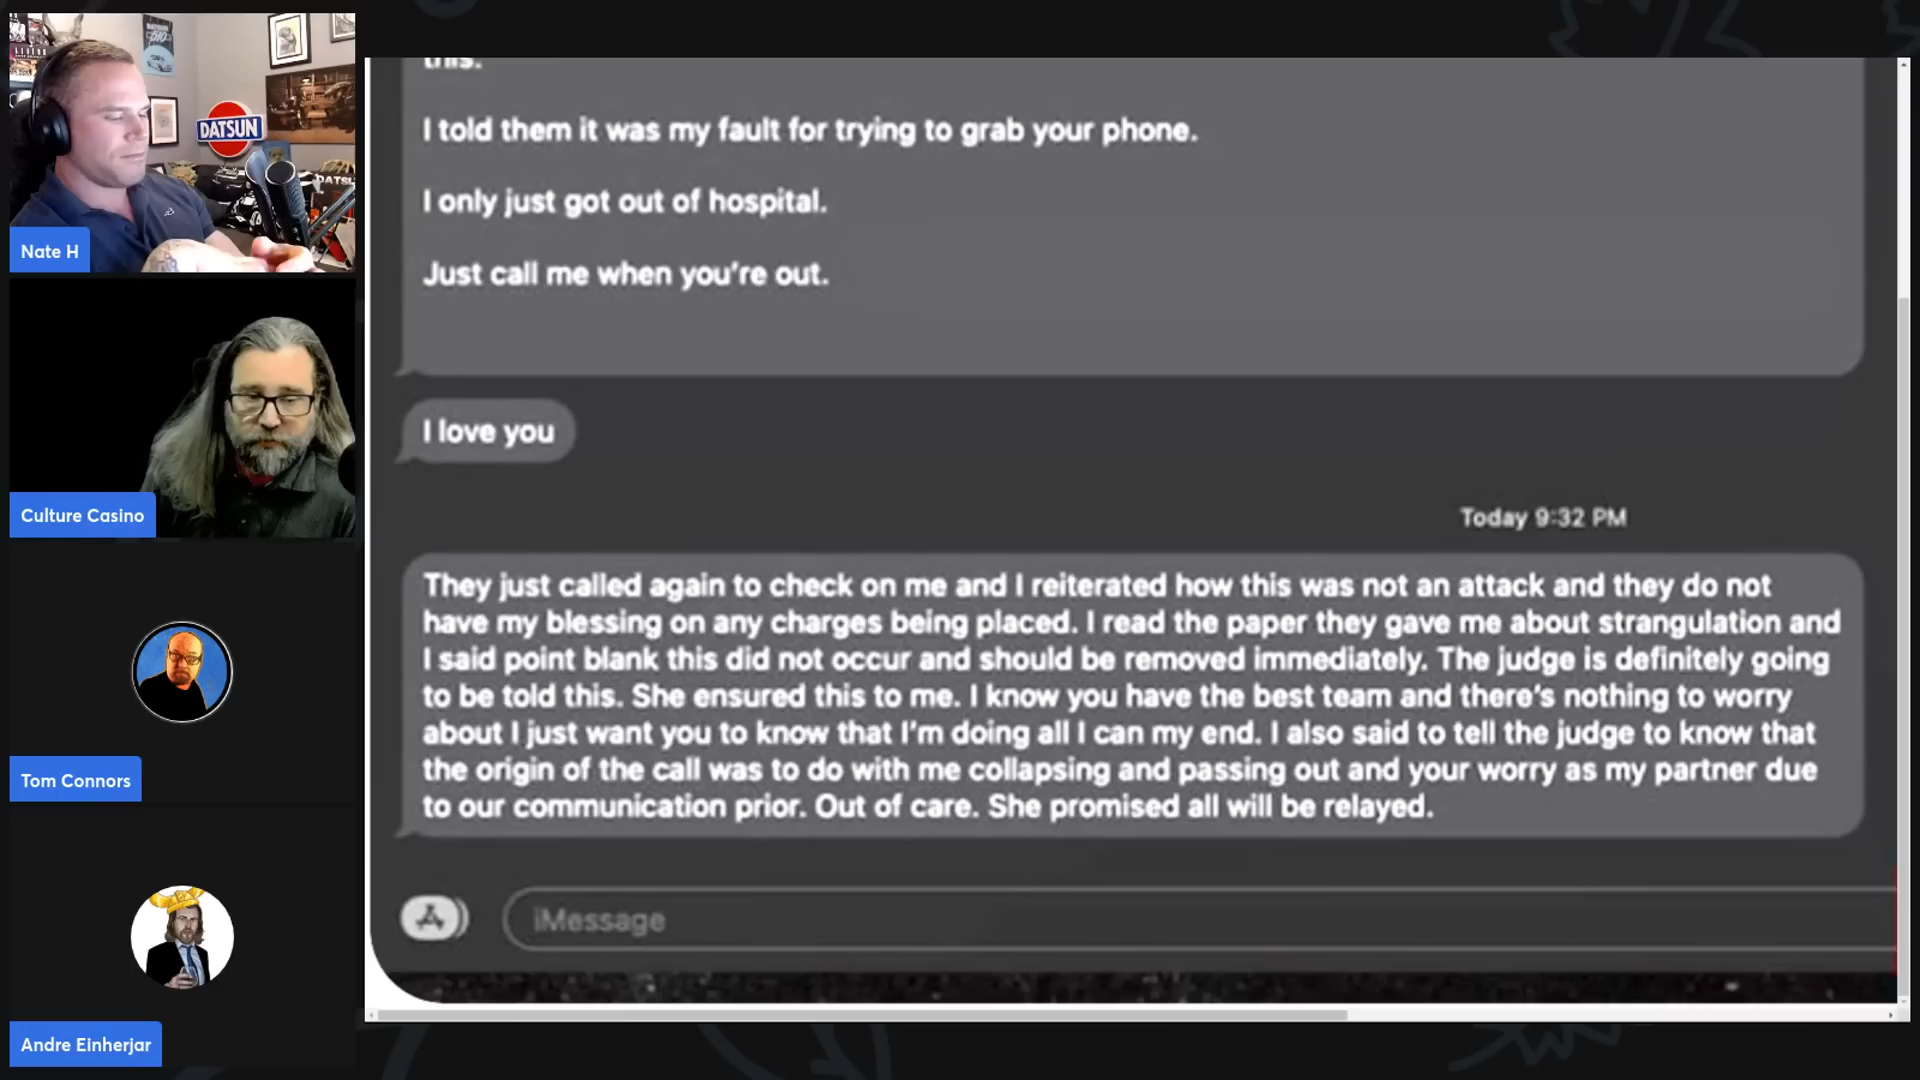 this.
I told them it was my fault for trying to grab your phone.
I only just got out of hospital.
Just call me when you're out.
I love you
Today 9:32 PM
They just called again to check on me and I reiterated how this was not an attack and they do not
have my blessing on any charges being placed. I read the paper they gave me about strangulation and
I said point blank this did not occur and should be removed immediately. The judge is definitely going
to be told this. She ensured this to me. I know you have the best team and there's nothing to worry
about I just want you to know that I'm doing all I can my end. I also said to tell the judge to know that
the origin of the call was to do with me collapsing and passing out and your worry as my partner due
to our communication prior. Out of care. She promised all will be relayed.
iMessage
DATSUN
DATSU
Nate H
Culture Casino
Tom Connors
Andre Einherjar